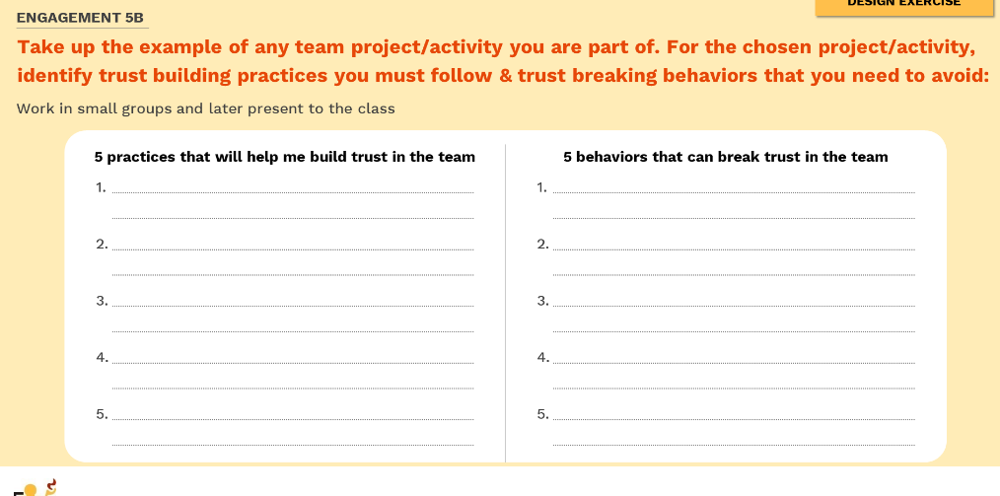 DESIGN EXERCISE
ENGAGEMENT 5B
Take up the example of any team project/activity you are part of. For the chosen project/activity,
identify trust building practices you must follow & trust breaking behaviors that you need to avoid:
Work in small groups and later present to the class
5 practices that will help me build trust in the team
1.
2.
3.
4.
5.
5 behaviors that can break trust in the team
1.
2.
3.
4.
5.